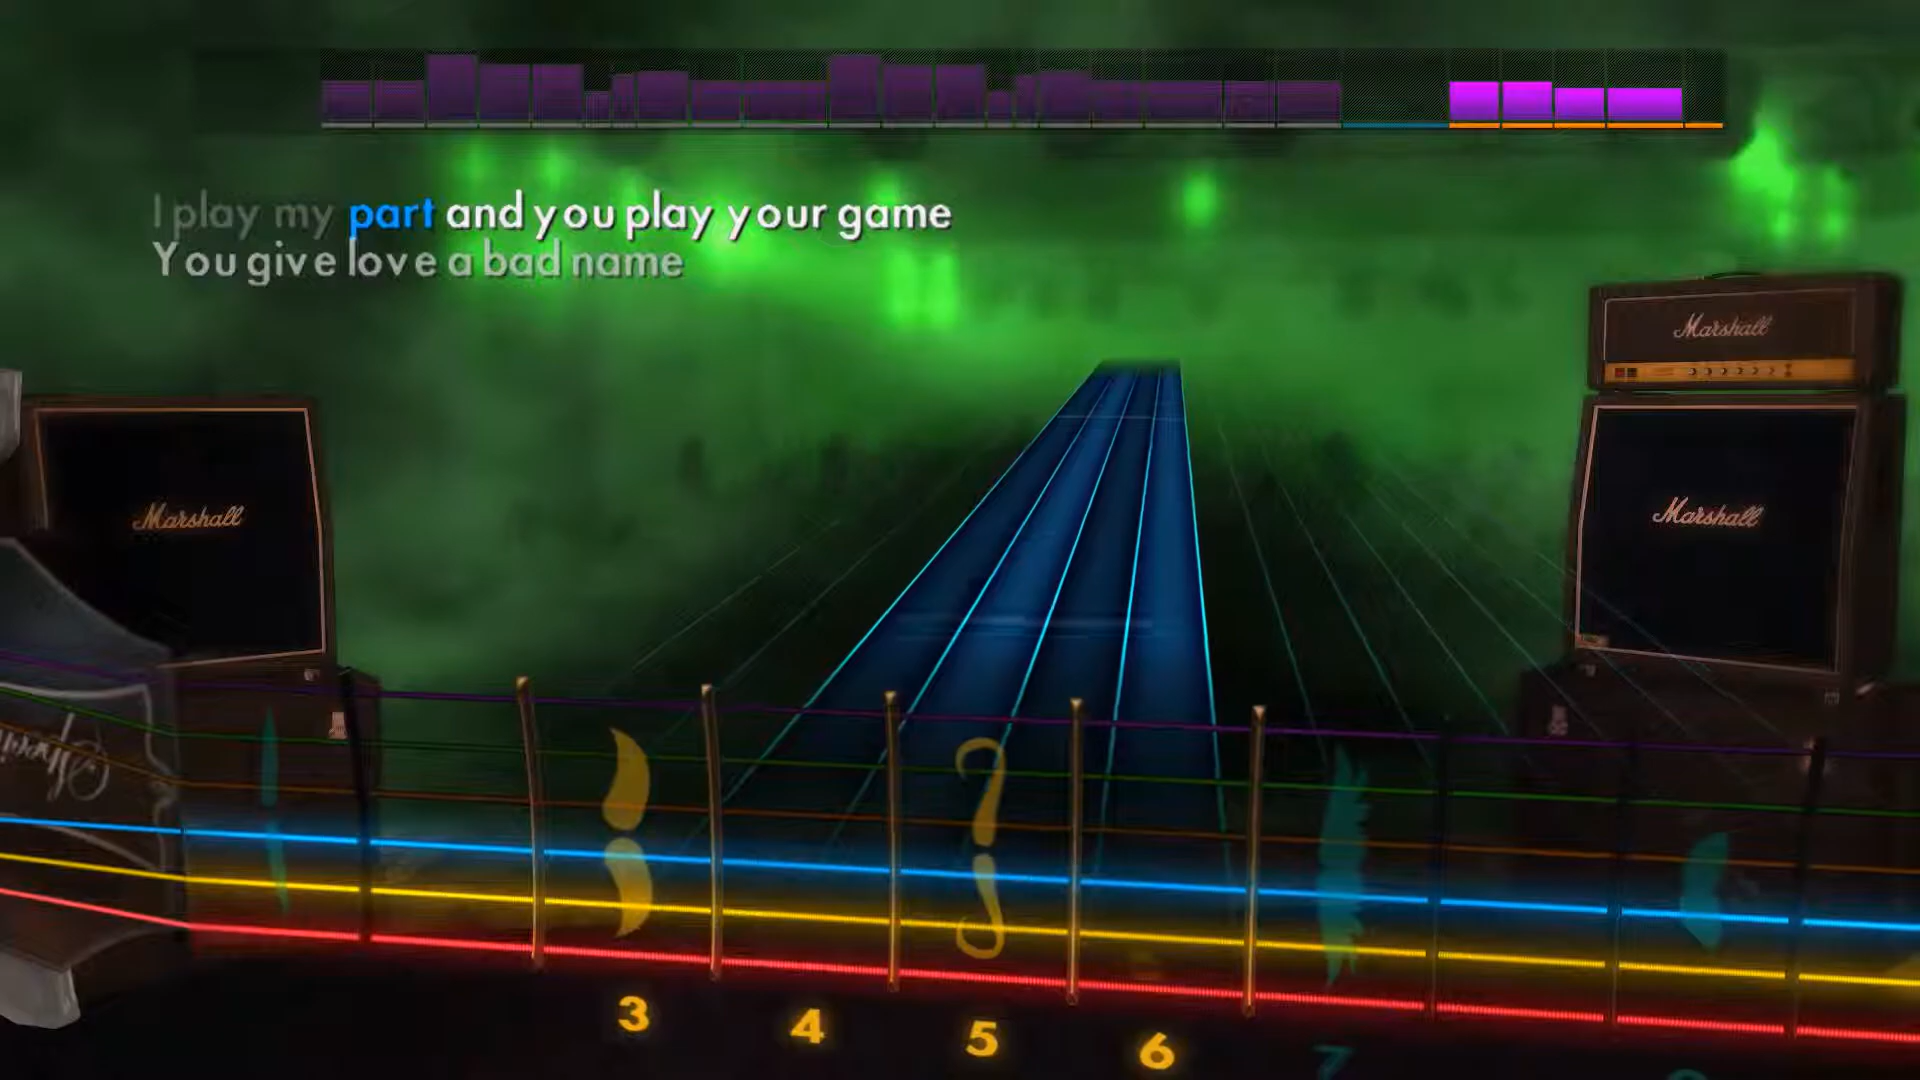 I play my part and you play your game
You give love a bad name
Marshall
Marshall
Marshall
3 4 5 6 7